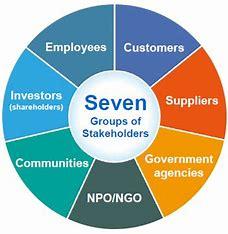 Seven
Groups of
Stakeholders
Customers
Suppliers
Government
agencies
NPO/NGO
Communities
Investors
(shareholders)
Employees